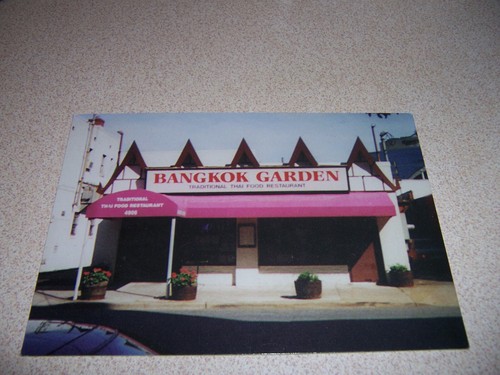 BANGKOK GARDEN
TRADITIONAL THAI FOOD RESTAURANT
TRADITIONAL
THAI FOOD RESTAURANT